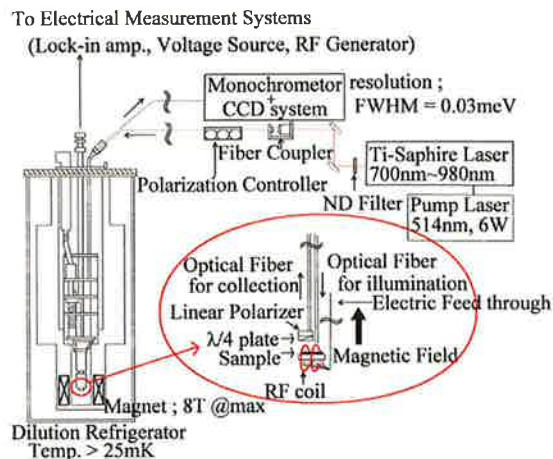 To Electrical Measurement Systems
(Lock-in amp., Voltage Source, RF Generator)
Monochrometor
+
CCD system
resolution ;
FWHM = 0.03meV
Fiber Coupler
Polarization Controller
Ti-Saphire Laser
700nm~980nm
ND Filter
Pump Laser
514nm, 6W
Optical Fiber
for collection
Optical Fiber
for illumination
Electric Feed through
Linear Polarizer
λ/4 plate
Sample
Magnetic Field
RF coil
Magnet ; 8T @max
Dilution Refrigerator
Temp. > 25mK